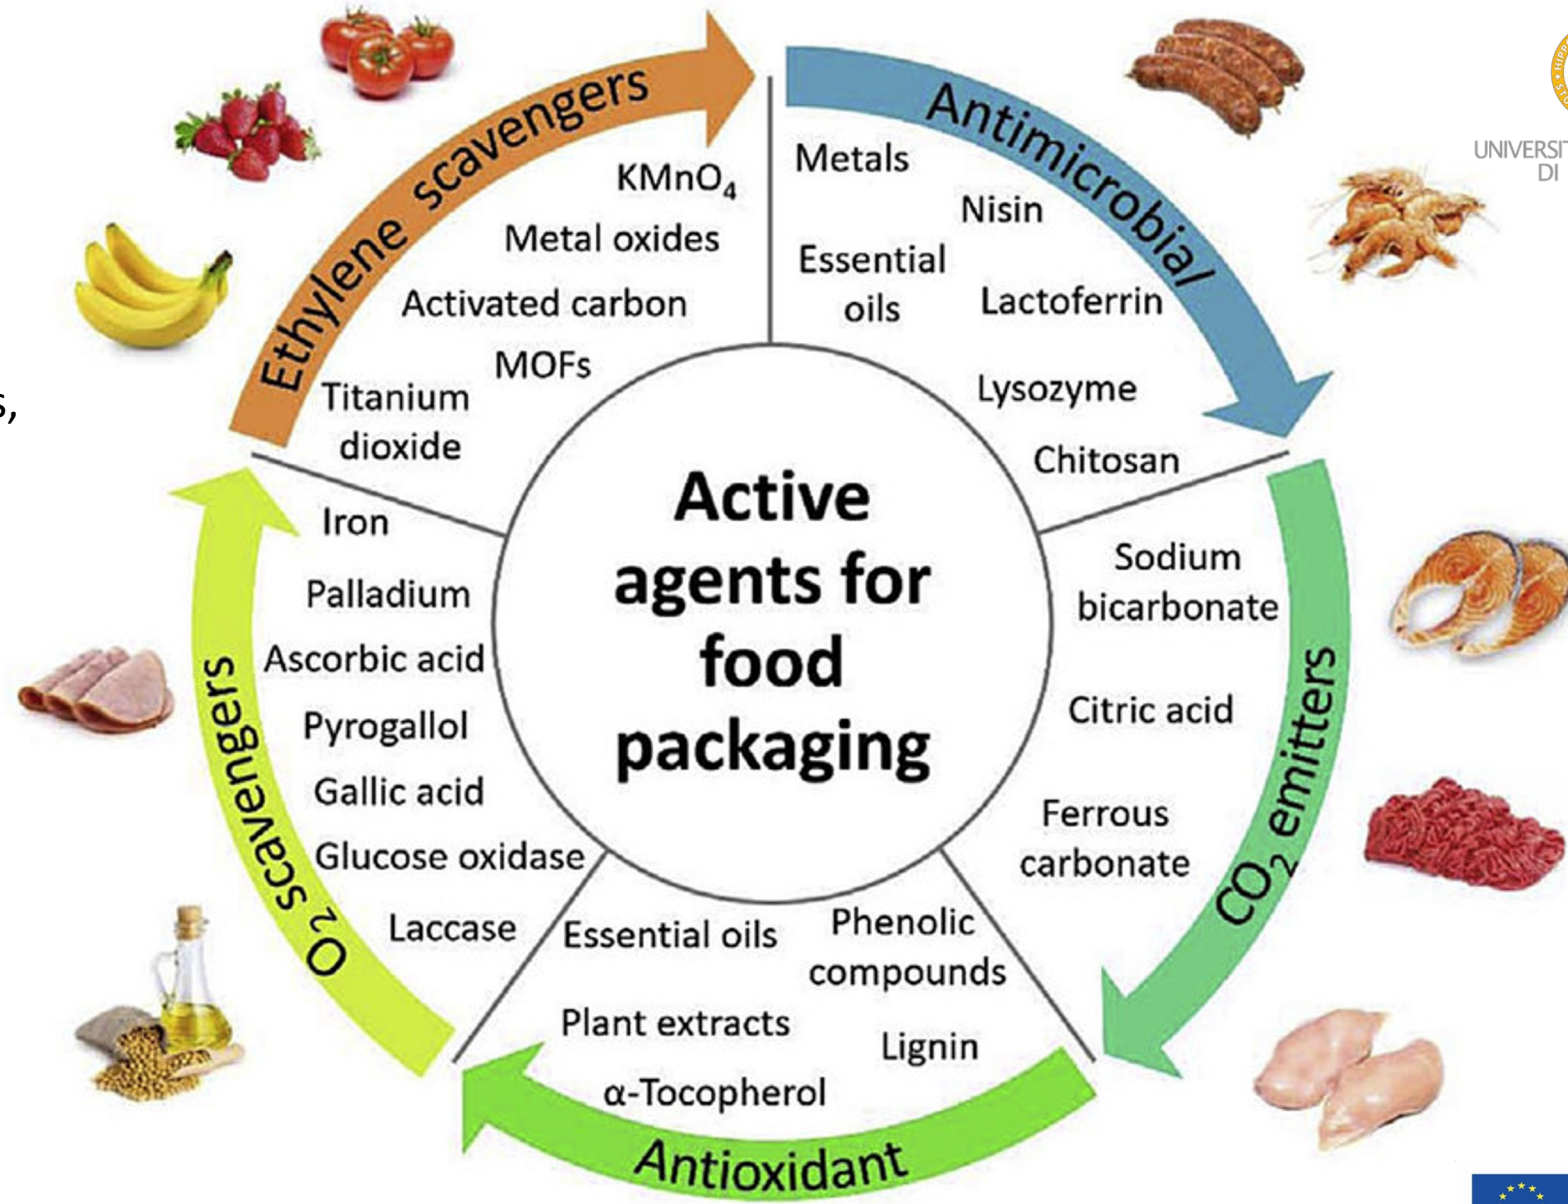 Ethylene scavengers
KMnO₄
Metal oxides
Activated carbon
MOFs
Titanium
dioxide
Antimicrobial
Metals
Nisin
Essential
oils
Lactoferrin
Lysozyme
Chitosan
CO₂ emitters
Sodium
bicarbonate
Citric acid
Ferrous
carbonate
Antioxidant
Essential oils
Phenolic
compounds
Plant extracts
Lignin
α-Tocopherol
O₂ scavengers
Iron
Palladium
Ascorbic acid
Pyrogallol
Gallic acid
Glucose oxidase
Laccase
Active
agents for
food
packaging
s,
UNIVERSIT
DI